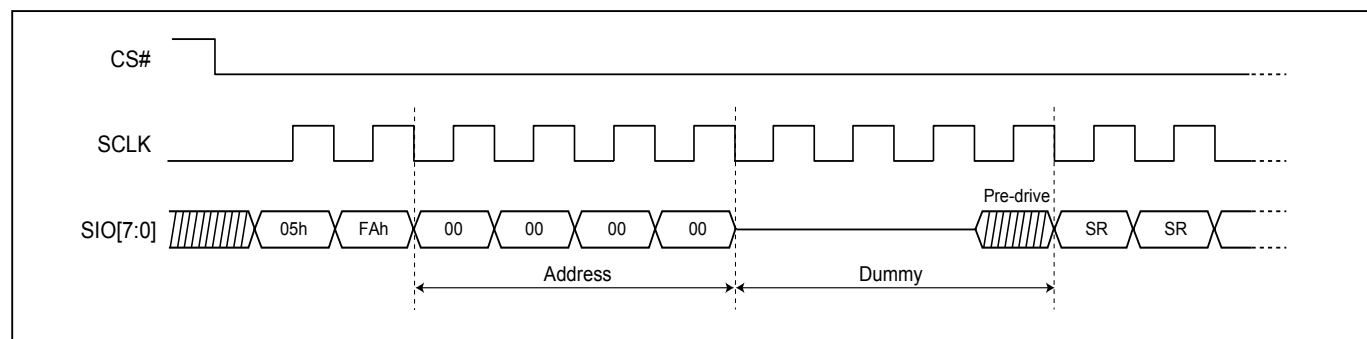 CS#
SCLK
Pre-drive
SIO[7:0] 05h FAh 00 00 00 00 SR SR
Address Dummy